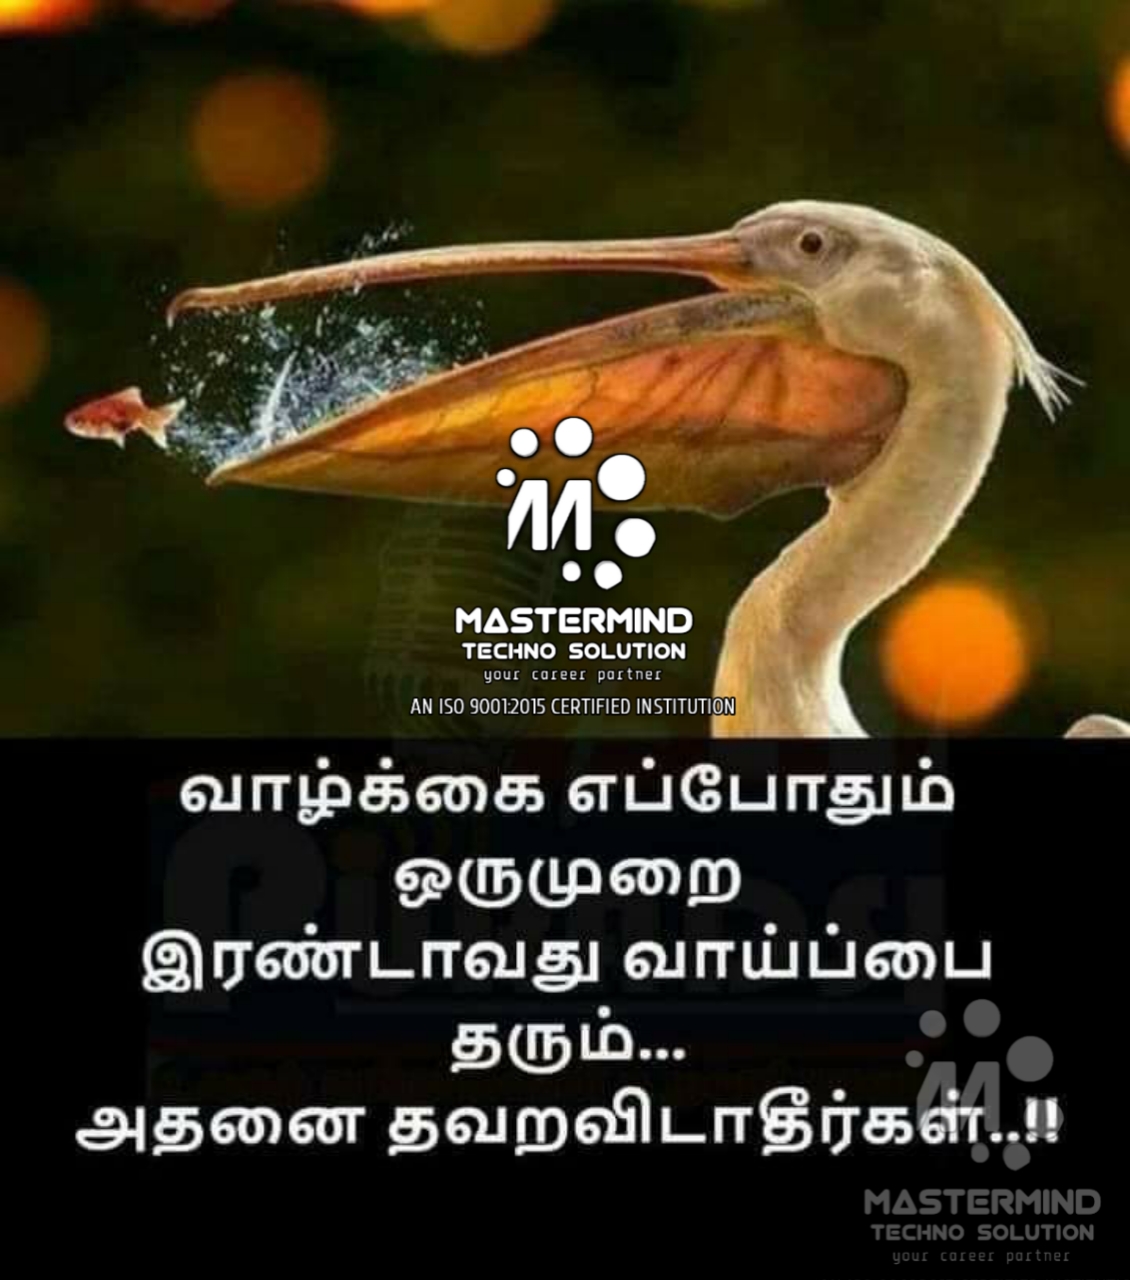 MASTERMIND
TECHNO SOLUTION
your career partner
AN ISO 9001:2015 CERTIFIED INSTITUTION
வாழ்க்கை எப்போதும்
ஒருமுறை
இரண்டாவது வாய்ப்பை
தரும்...
அதனை தவறவிடாதீர்கள்..!!
MASTERMIND
TECHNO SOLUTION
your career partner